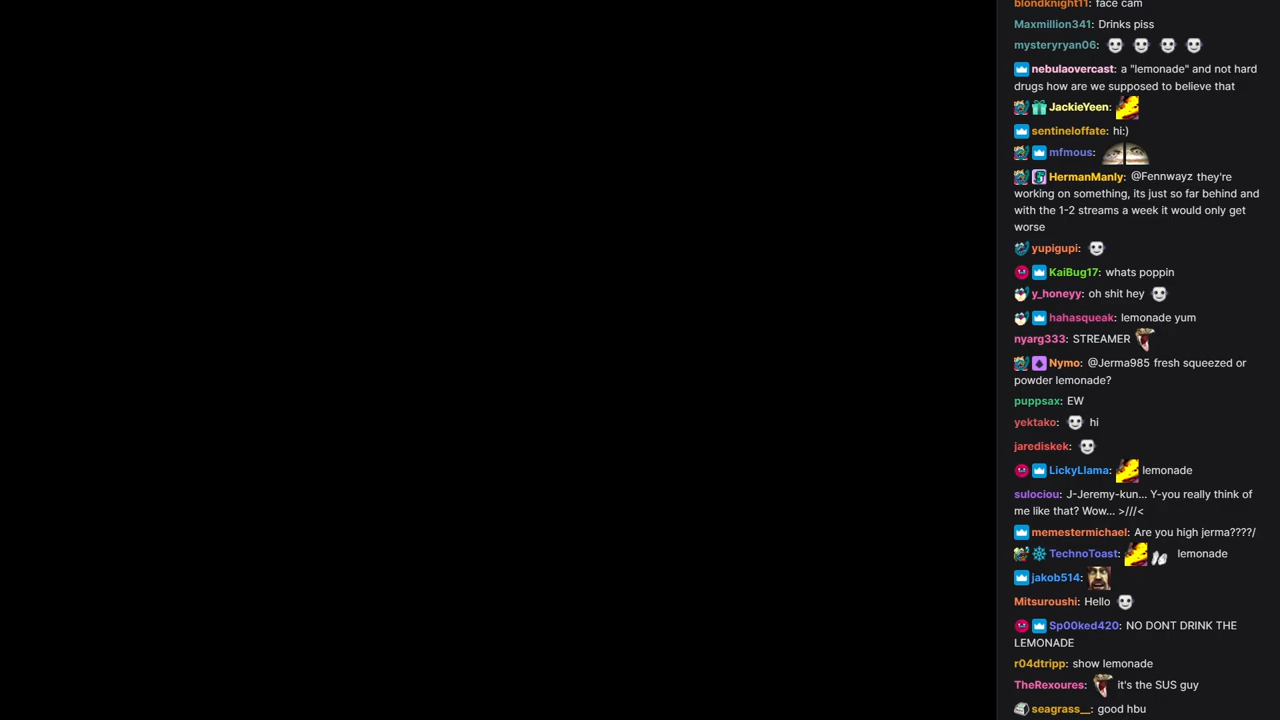 blondknight11: face cam
Maxmillion341: Drinks piss
mysteryryan06:
nebulaovercast: a "lemonade" and not hard
drugs how are we supposed to believe that
JackieYeen:
sentineloffate: hi:)
mfmous:
HermanManly: @Fennwayz they're
working on something, its just so far behind and
with the 1-2 streams a week it would only get
worse
yupigupi:
KaiBug17: whats poppin
y_honeyy: oh shit hey
hahasqueak: lemonade yum
nyarg333: STREAMER
Nymo: @Jerma985 fresh squeezed or
powder lemonade?
puppsax: EW
yektako: hi
jarediskek:
LickyLlama: lemonade
sulociou: J-Jeremy-kun... Y-you really think of
me like that? Wow... >///<
memestermichael: Are you high jerma????/
TechnoToast: lemonade
jakob514:
Mitsuroushi: Hello
Sp00ked420: NO DONT DRINK THE
LEMONADE
r04dtripp: show lemonade
TheRexoures: it's the SUS guy
seagrass__: good hbu